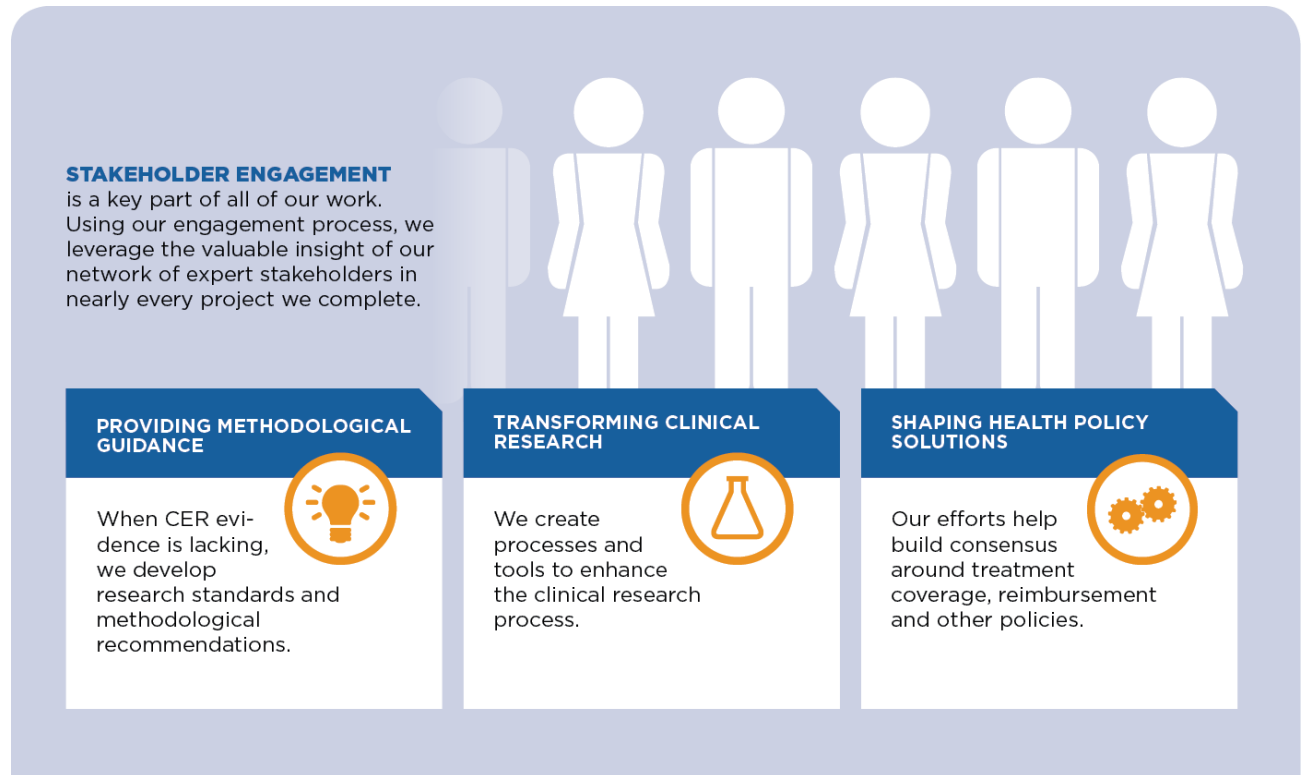 STAKEHOLDER ENGAGEMENT
is a key part of all of our work.
Using our engagement process, we
leverage the valuable insight of our
network of expert stakeholders in
nearly every project we complete.
PROVIDING METHODOLOGICAL
GUIDANCE
When CER evi-
dence is lacking,
we develop
research standards and
methodological
recommendations.
TRANSFORMING CLINICAL
RESEARCH
We create
processes and
tools to enhance
the clinical research
process.
SHAPING HEALTH POLICY
SOLUTIONS
Our efforts help
build consensus
around treatment
coverage, reimbursement
and other policies.